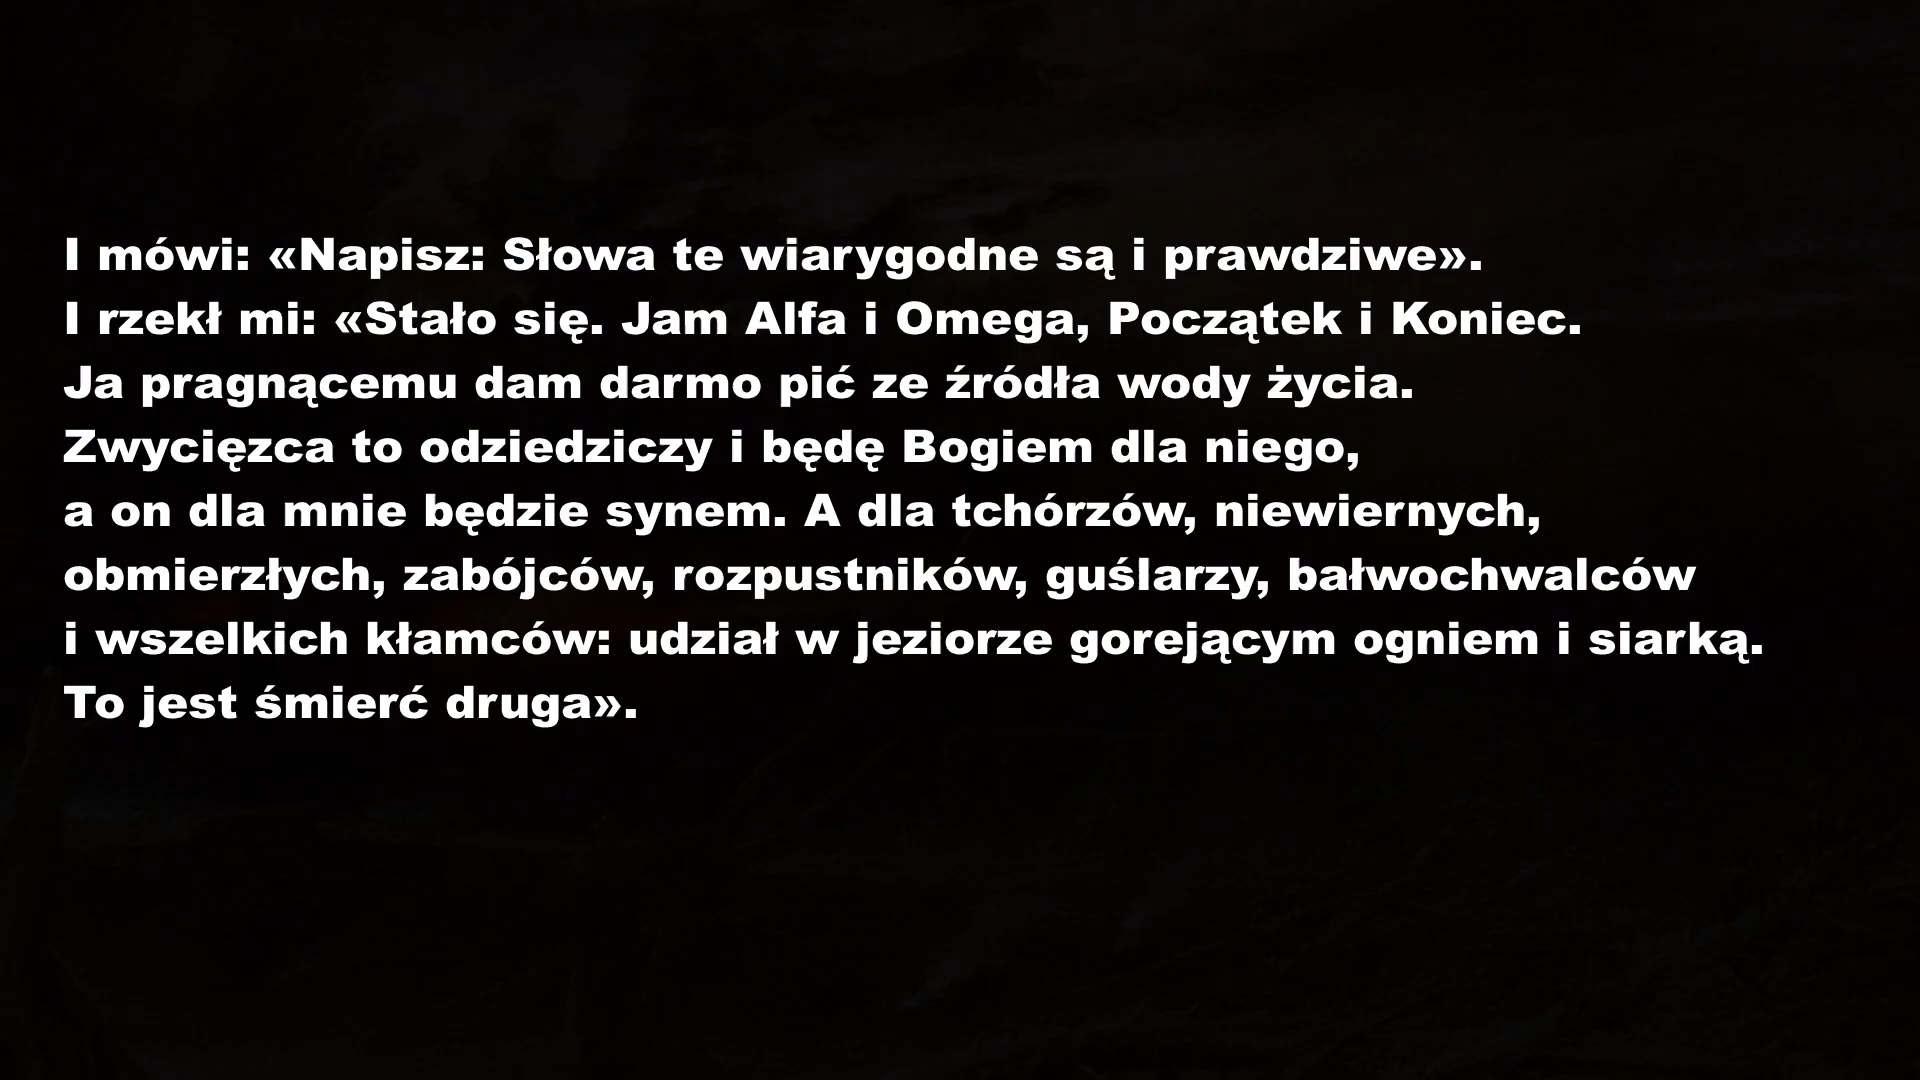 I mówi: «Napisz: Słowa te wiarygodne są i prawdziwe».
I rzekł mi: «Stało się. Jam Alfa i Omega, Początek i Koniec.
Ja pragnącemu dam darmo pić ze źródła wody życia.
Zwycięzca to odziedziczy i będę Bogiem dla niego,
a on dla mnie będzie synem. A dla tchórzów, niewiernych,
obmierzłych, zabójców, rozpustników, guślarzy, bałwochwalców
i wszelkich kłamców: udział w jeziorze gorejącym ogniem i siarką.
To jest śmierć druga».